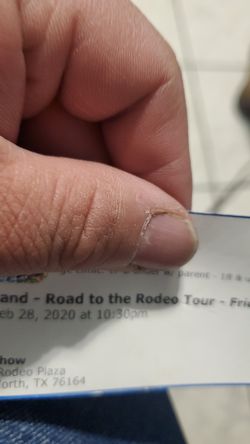 parent - 18 &
and - Road to the Rodeo Tour - Fri
eb 28, 2020 at 10:30pm
how
Rodeo Plaza
orth, TX 76164